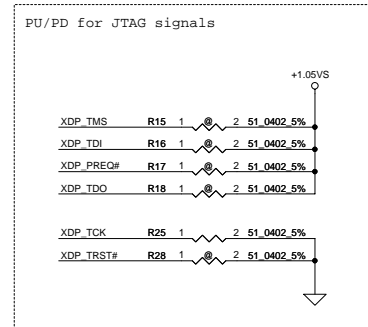 PU/PD for JTAG signals
+1.05VS
XDP_TMS R15 1 @ 2 51_0402_5%
XDP_TDI R16 1 @ 2 51_0402_5%
XDP_PREQ# R17 1 @ 2 51_0402_5%
XDP_TDO R18 1 @ 2 51_0402_5%
XDP_TCK R25 1 2 51_0402_5%
XDP_TRST# R28 1 @ 2 51_0402_5%